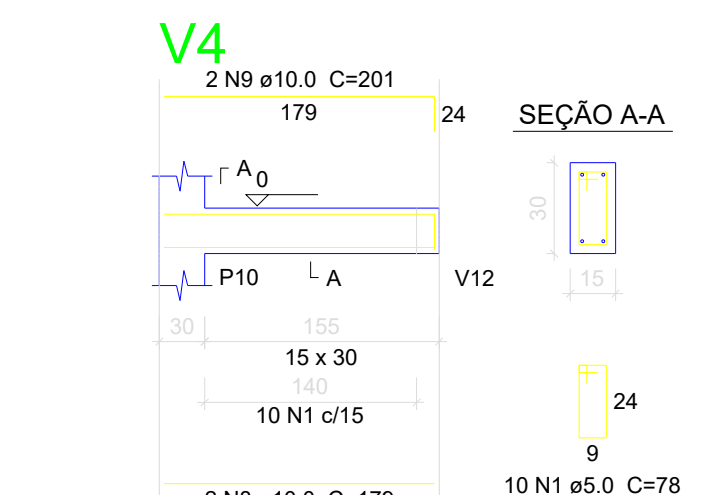 V4
2 N9 ø10.0 C=201
179
24
SEÇÃO A-A
A
0
30
P10
A
V12
15
30
155
15 x 30
140
10 N1 c/15
24
9
10 N1 ø5.0 C=78